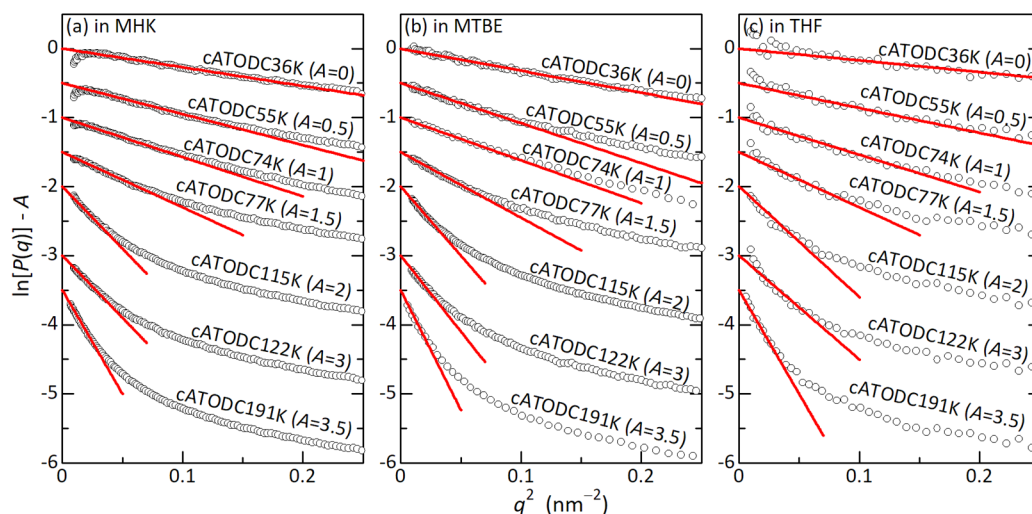 (a) in MHK
(b) in MTBE
(c) in THF
ln[P(q)] - A
0
-1
-2
-3
-4
-5
-6
cATODC36K (A=0)
cATODC55K (A=0.5)
cATODC74K (A=1)
cATODC77K (A=1.5)
cATODC115K (A=2)
cATODC122K (A=3)
cATODC191K (A=3.5)
cATODC36K (A=0)
cATODC55K (A=0.5)
cATODC74K (A=1)
cATODC77K (A=1.5)
cATODC115K (A=2)
cATODC122K (A=3)
cATODC191K (A=3.5)
cATODC36K (A=0)
cATODC55K (A=0.5)
cATODC74K (A=1)
cATODC77K (A=1.5)
cATODC115K (A=2)
cATODC122K (A=3)
cATODC191K (A=3.5)
0 0.1 0.2 0 0.1 0.2 0 0.1 0.2
q² (nm⁻²)